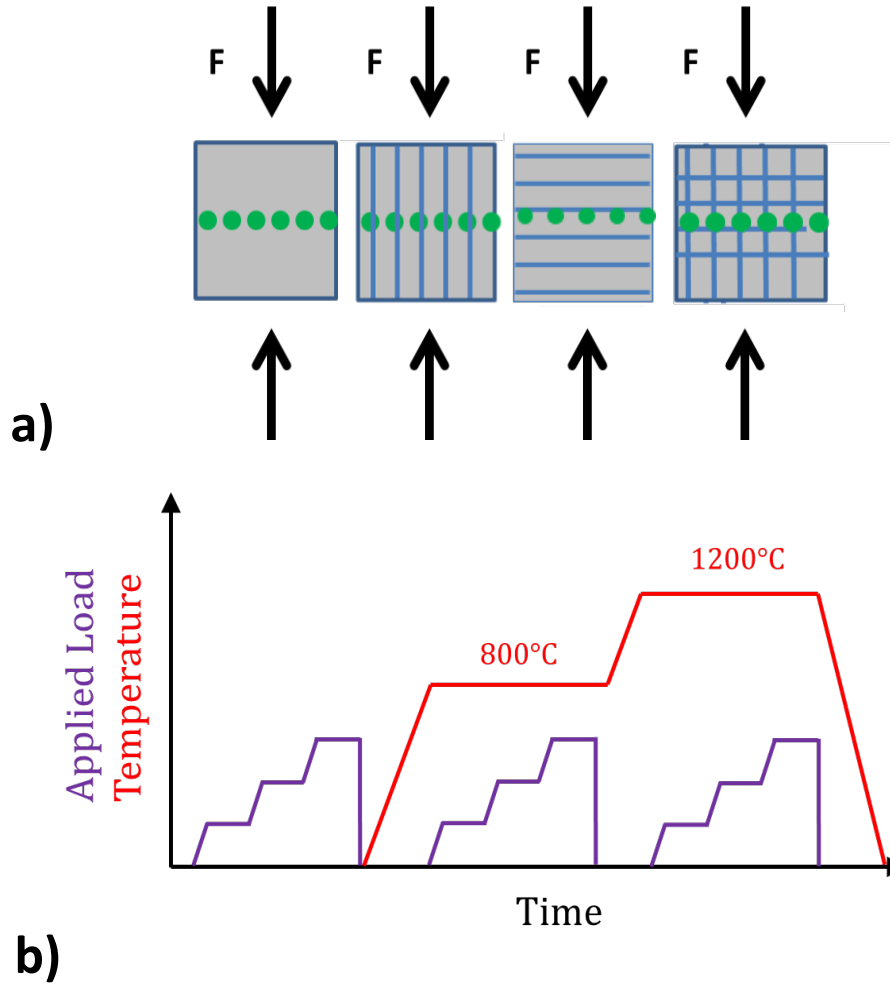 F F F F
a)
1200°C
800°C
Applied Load
Temperature
Time
b)